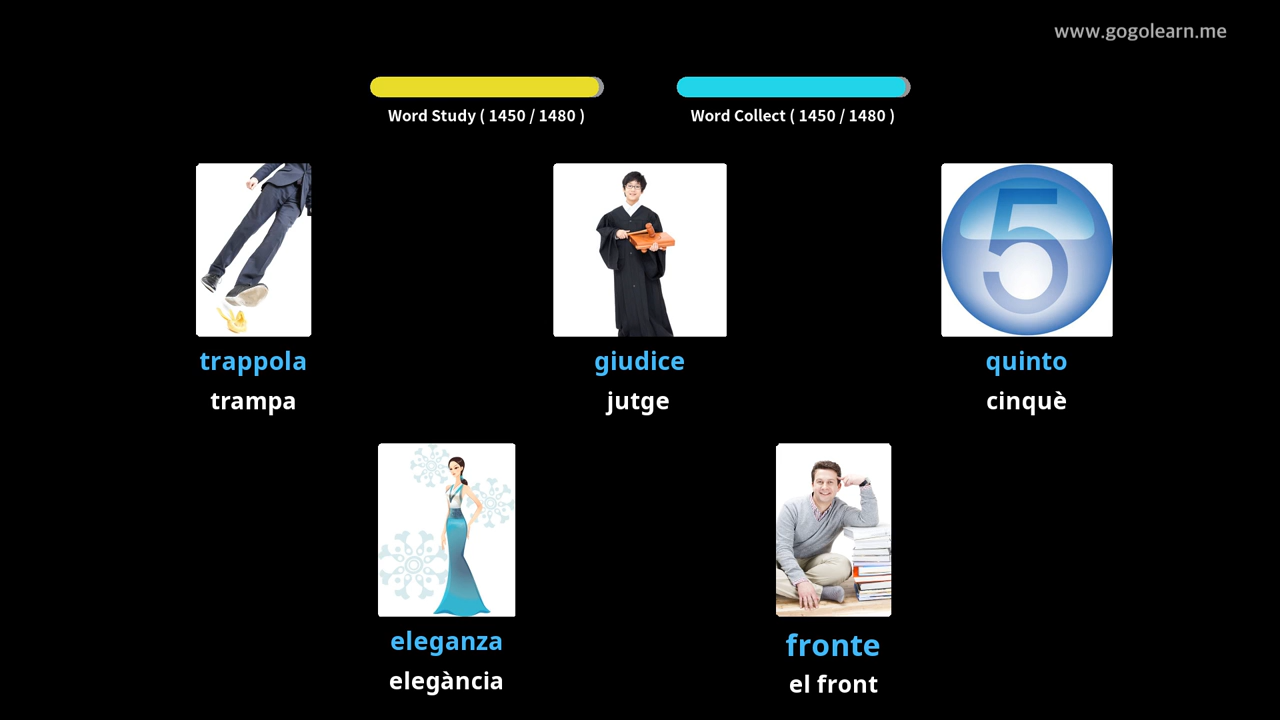 www.gogolearn.me
Word Study ( 1450 / 1480 )
Word Collect ( 1450 / 1480 )
5
trappola
giudice
quinto
trampa
jutge
cinquè
eleganza
fronte
elegància
el front